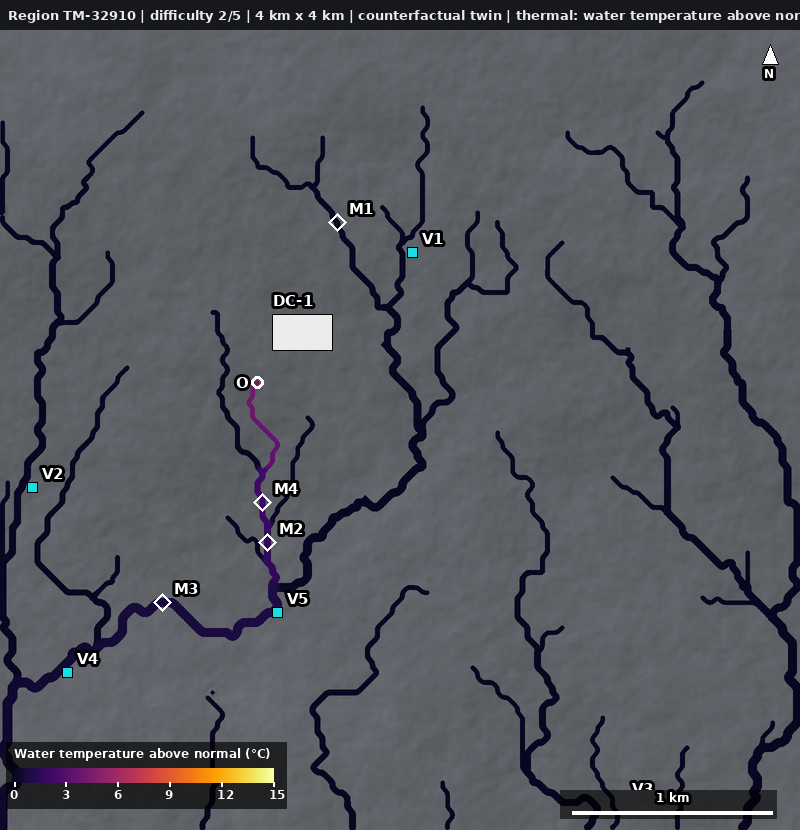 Region TM-32910 | difficulty 2/5 | 4 km x 4 km | counterfactual twin | thermal: water temperature above nor
N
M1
V1
DC-1
O
V2
M4
M2
M3
V5
V4
Water temperature above normal (°C)
0 3 6 9 12 15
V3
1 km